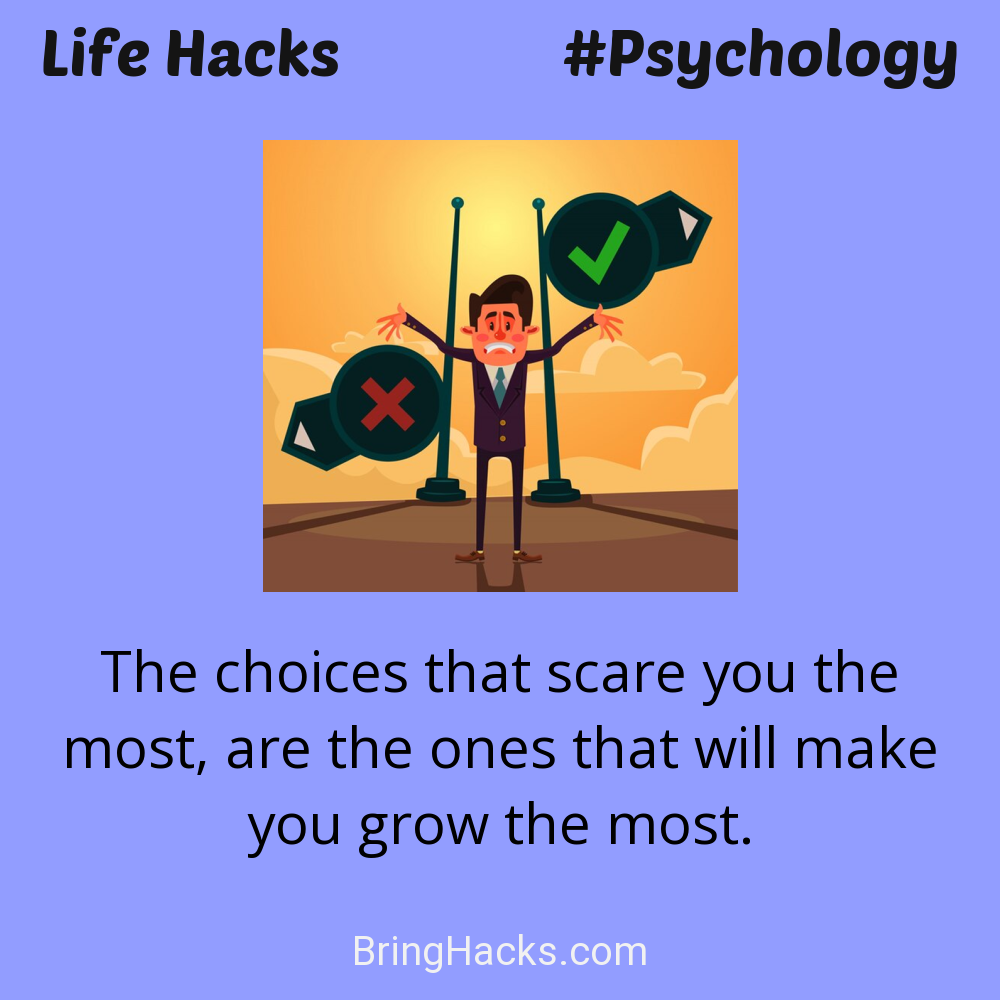 Life Hacks #Psychology
The choices that scare you the
most, are the ones that will make
you grow the most.
BringHacks.com